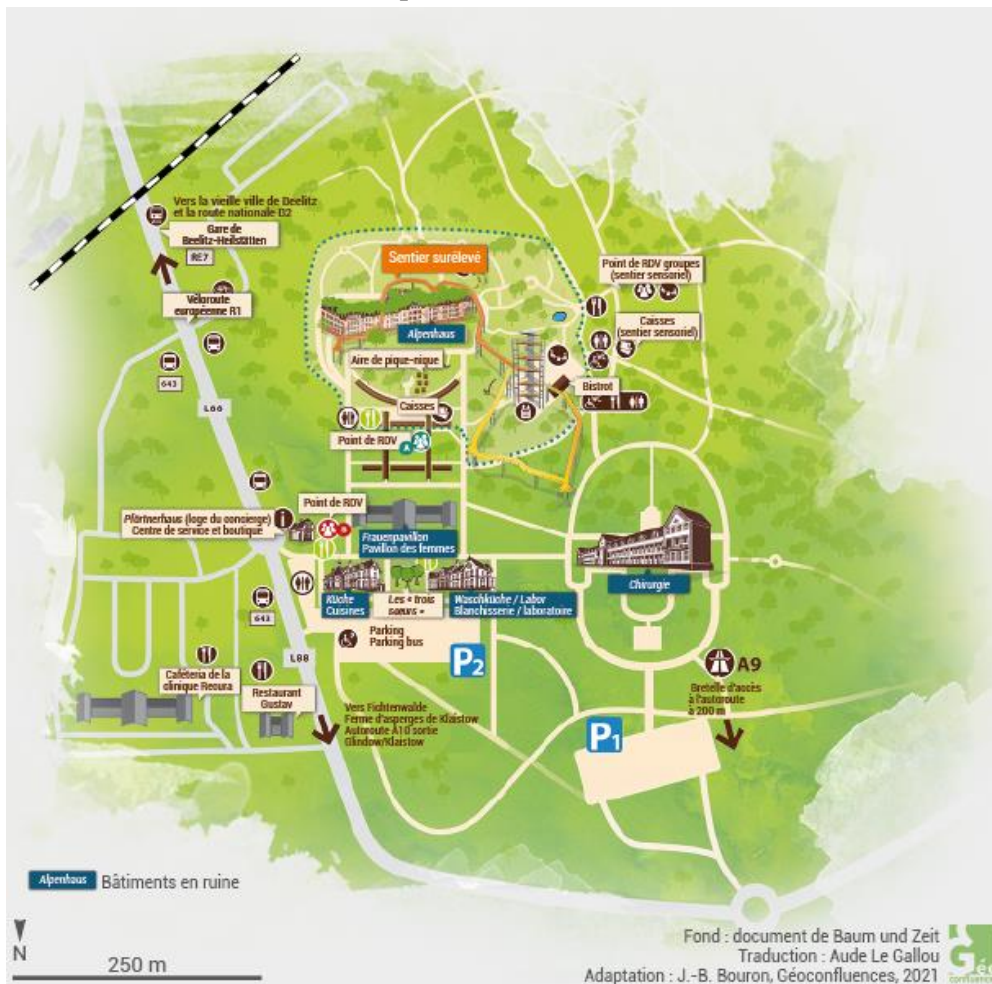 Vers la vieille ville de Beelitz
et la route nationale B2
Gare de
Beelitz-Heilstätten
RE7
Véloroute
européenne R1
643
L66
Sentier surélevé
Alpenhaus
Aire de pique-nique
Caisses
Point de RDV
A
Point de RDV groupes
(sentier sensoriel)
Caisses
(sentier sensoriel)
Bistrot
Point de RDV
Pförtnerhaus (loge du concierge)
Centre de service et boutique
Frauenpavillon
Pavillon des femmes
Küche
Cuisines
Les « trois
sœurs »
Waschküche / Labor
Blanchisserie / laboratoire
Chirurgie
643
L88
Parking
Parking bus
P2
Caféteria de la
clinique Recura
Restaurant
Gustav
Vers Fichtenwalde
Ferme d'asperges de Klaistow
Autoroute A10 sortie
Glindow/Klaistow
A9
Bretelle d'accès
à l'autoroute
à 200 m
P1
Alpenhaus Bâtiments en ruine
N
250 m
Fond : document de Baum und Zeit
Traduction : Aude Le Gallou
Adaptation : J.-B. Bouron, Géoconfluences, 2021